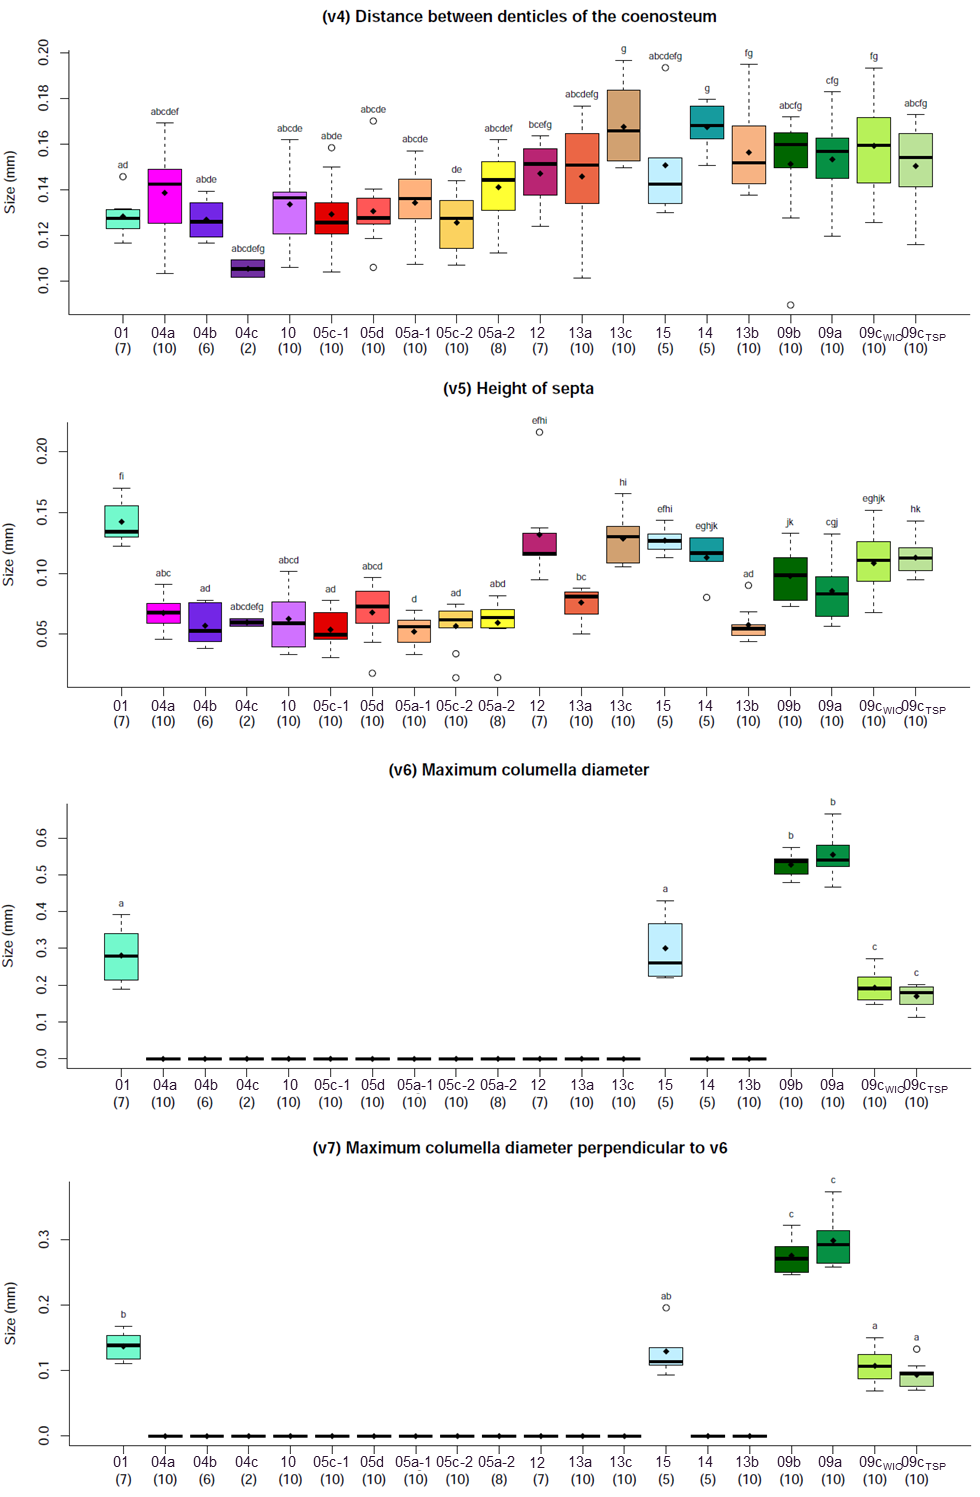 (v4) Distance between denticles of the coenosteum
Size (mm)
0.20
0.18
0.16
0.14
0.12
0.10
ad abcdef abde abcdefg abcde abde abcde abcde de abcdef bcefg abcdefg g abcdefg g fg abcfg cfg fg abcfg
01 04a 04b 04c 10 05c-1 05d 05a-1 05c-2 05a-2 12 13a 13c 15 14 13b 09b 09a 09cWIO 09cTSP
(7) (10) (6) (2) (10) (10) (10) (10) (10) (8) (7) (10) (10) (5) (5) (10) (10) (10) (10) (10)
(v5) Height of septa
Size (mm)
0.20
0.15
0.10
0.05
fi abc ad abcdefg abcd ad abcd d ad abd efhi bc hi efhi eghjk ad jk cgj eghjk hk
01 04a 04b 04c 10 05c-1 05d 05a-1 05c-2 05a-2 12 13a 13c 15 14 13b 09b 09a 09cWIO 09cTSP
(7) (10) (6) (2) (10) (10) (10) (10) (10) (8) (7) (10) (10) (5) (5) (10) (10) (10) (10) (10)
(v6) Maximum columella diameter
Size (mm)
0.6
0.5
0.4
0.3
0.2
0.1
0.0
a a b b c c
01 04a 04b 04c 10 05c-1 05d 05a-1 05c-2 05a-2 12 13a 13c 15 14 13b 09b 09a 09cWIO 09cTSP
(7) (10) (6) (2) (10) (10) (10) (10) (10) (8) (7) (10) (10) (5) (5) (10) (10) (10) (10) (10)
(v7) Maximum columella diameter perpendicular to v6
Size (mm)
0.3
0.2
0.1
0.0
b ab c c a a
01 04a 04b 04c 10 05c-1 05d 05a-1 05c-2 05a-2 12 13a 13c 15 14 13b 09b 09a 09cWIO 09cTSP
(7) (10) (6) (2) (10) (10) (10) (10) (10) (8) (7) (10) (10) (5) (5) (10) (10) (10) (10) (10)